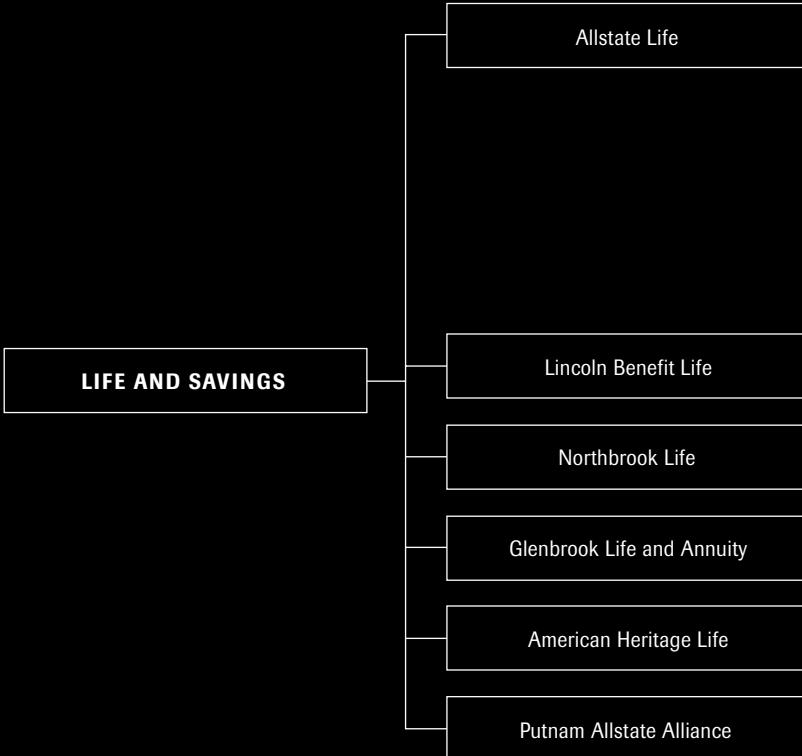 Allstate Life
LIFE AND SAVINGS
Lincoln Benefit Life
Northbrook Life
Glenbrook Life and Annuity
American Heritage Life
Putnam Allstate Alliance